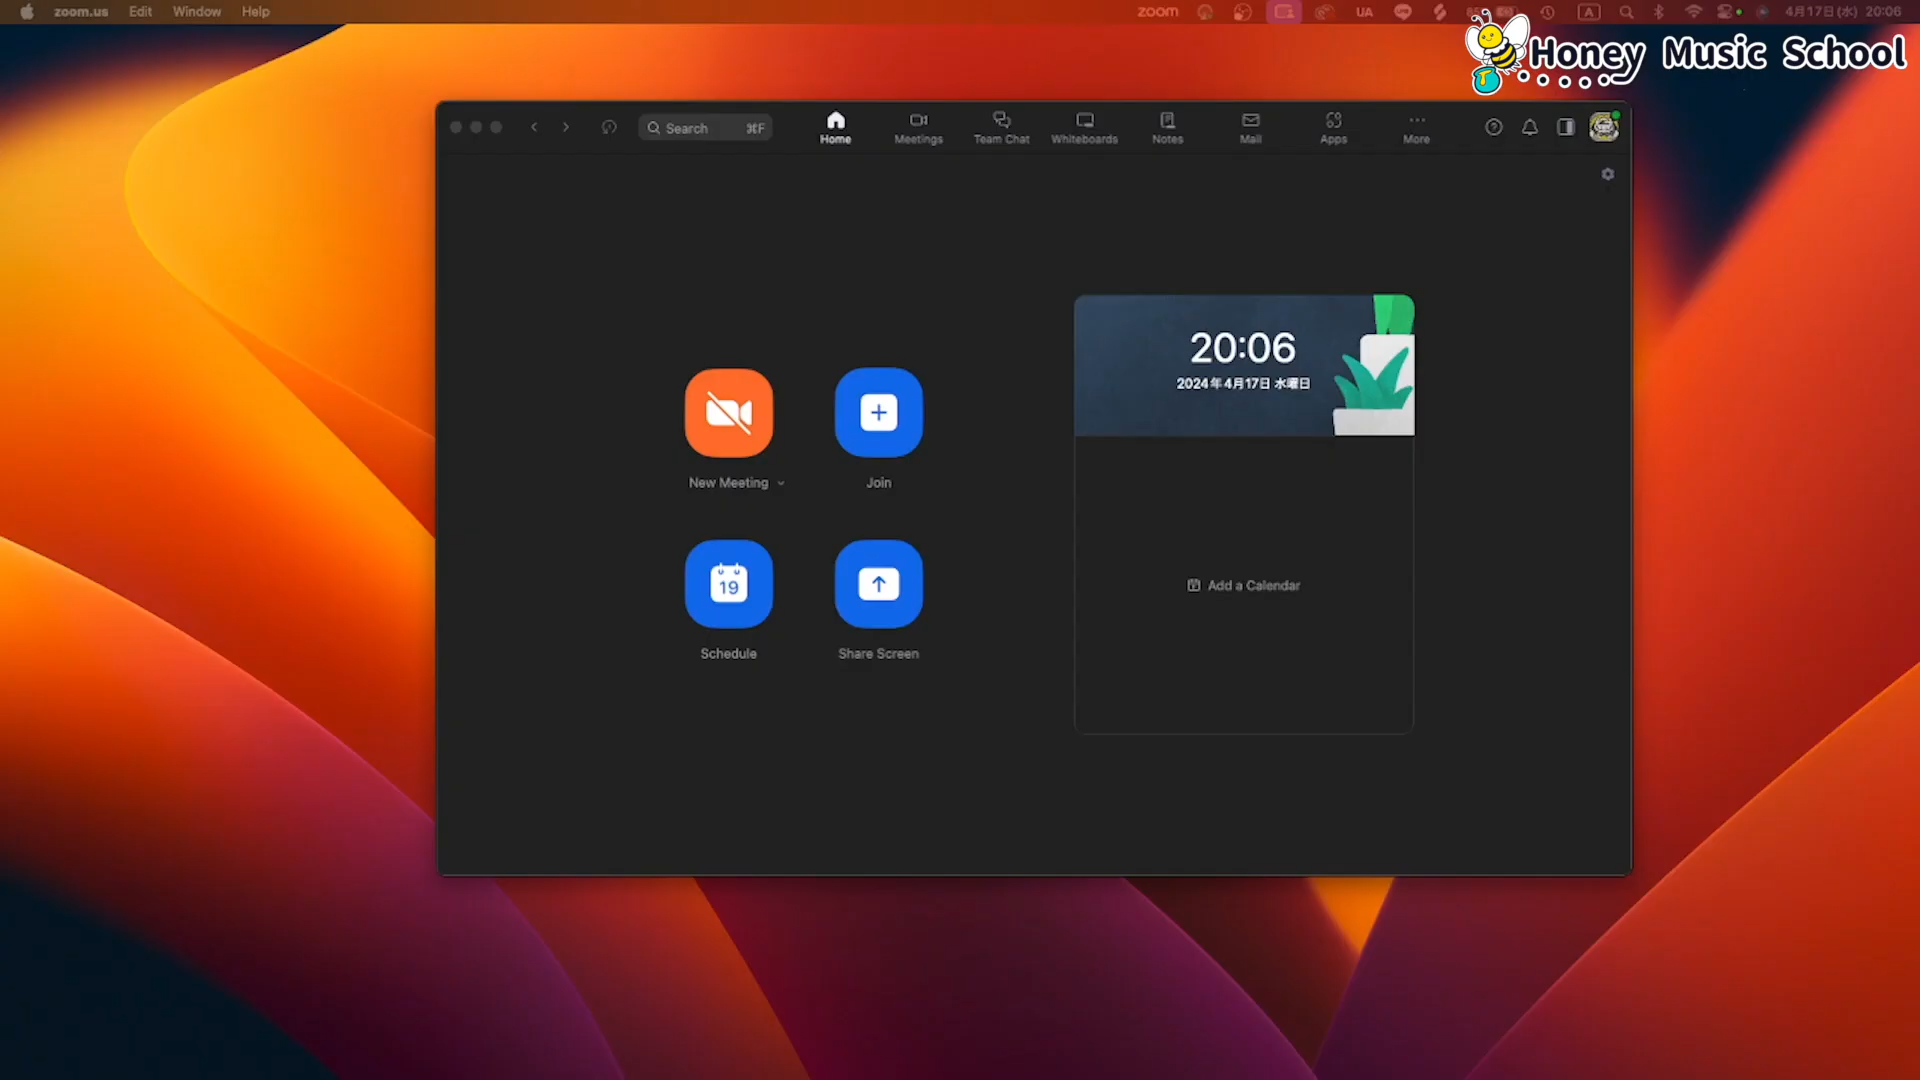 zoom.us Edit Window Help
zoom UA A 4月17日(水) 20:06
Honey Music School
Search ⌘F
Home
Meetings
Team Chat
Whiteboards
Notes
Mail
Apps
More
20:06
2024年4月17日 水曜日
New Meeting
Join
19
Schedule
Share Screen
Add a Calendar